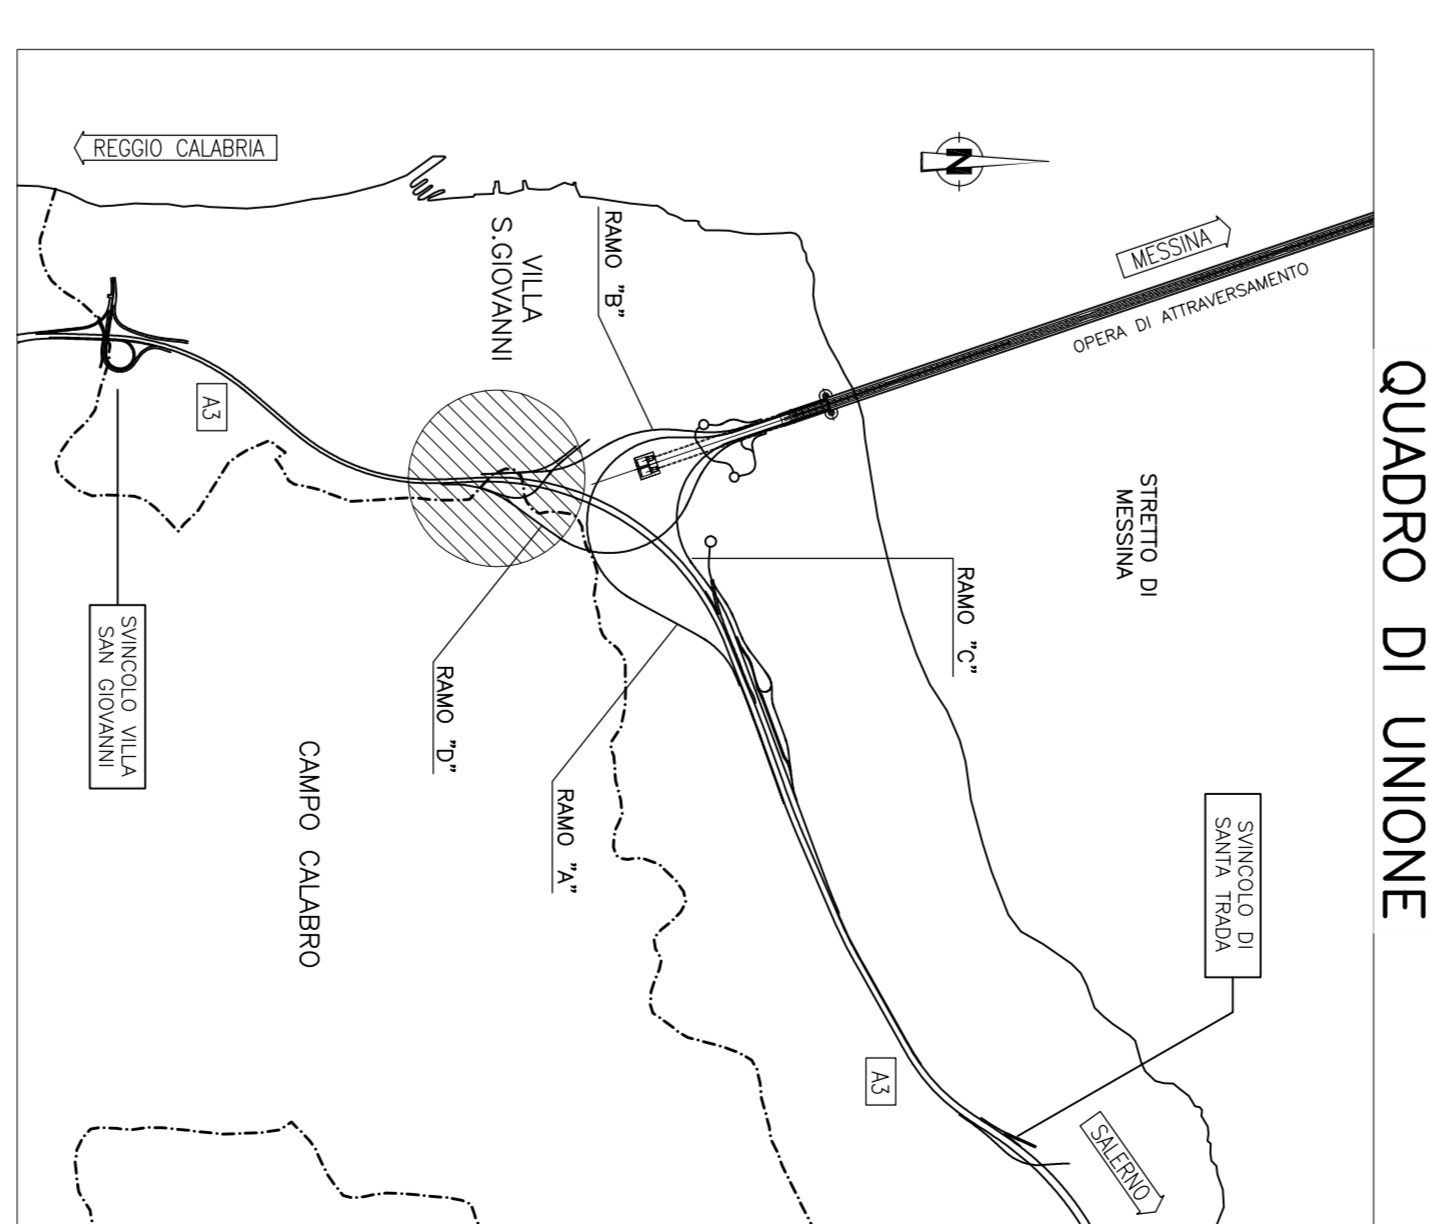 QUADRO DI UNIONE
REGGIO CALABRIA
N
MESSINA
OPERA DI ATTRAVERSAMENTO
VILLA
S.GIOVANNI
RAMO "B"
A3
STRETTO DI
MESSINA
RAMO "C"
SVINCOLO VILLA
SAN GIOVANNI
RAMO "D"
RAMO "A"
CAMPO CALABRO
SVINCOLO DI
SANTA TRADA
A3
SALERNO